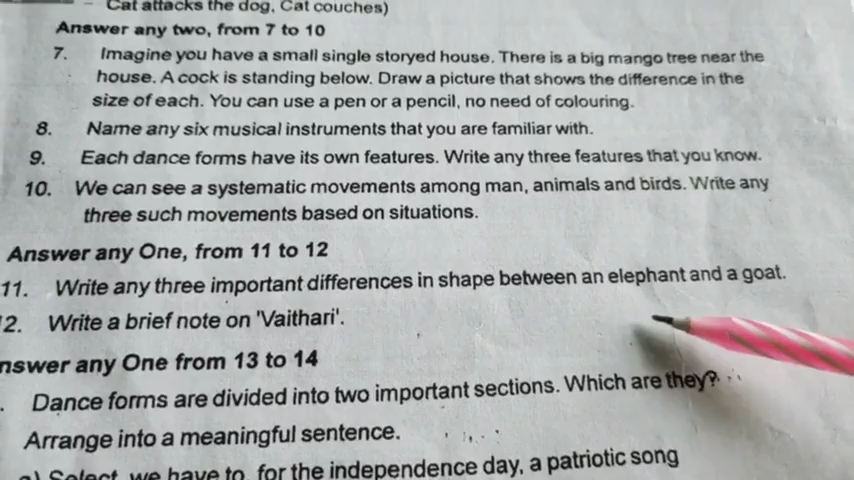 Cat attacks the dog, Cat couches)
Answer any two, from 7 to 10
7. Imagine you have a small single storyed house. There is a big mango tree near the
house. A cock is standing below. Draw a picture that shows the difference in the
size of each. You can use a pen or a pencil, no need of colouring.
8. Name any six musical instruments that you are familiar with.
9. Each dance forms have its own features. Write any three features that you know.
10. We can see a systematic movements among man, animals and birds. Write any
three such movements based on situations.
Answer any One, from 11 to 12
11. Write any three important differences in shape between an elephant and a goat.
2. Write a brief note on 'Vaithari'.
nswer any One from 13 to 14
. Dance forms are divided into two important sections. Which are they?
Arrange into a meaningful sentence.
a) Select, we have to, for the independence day, a patriotic song